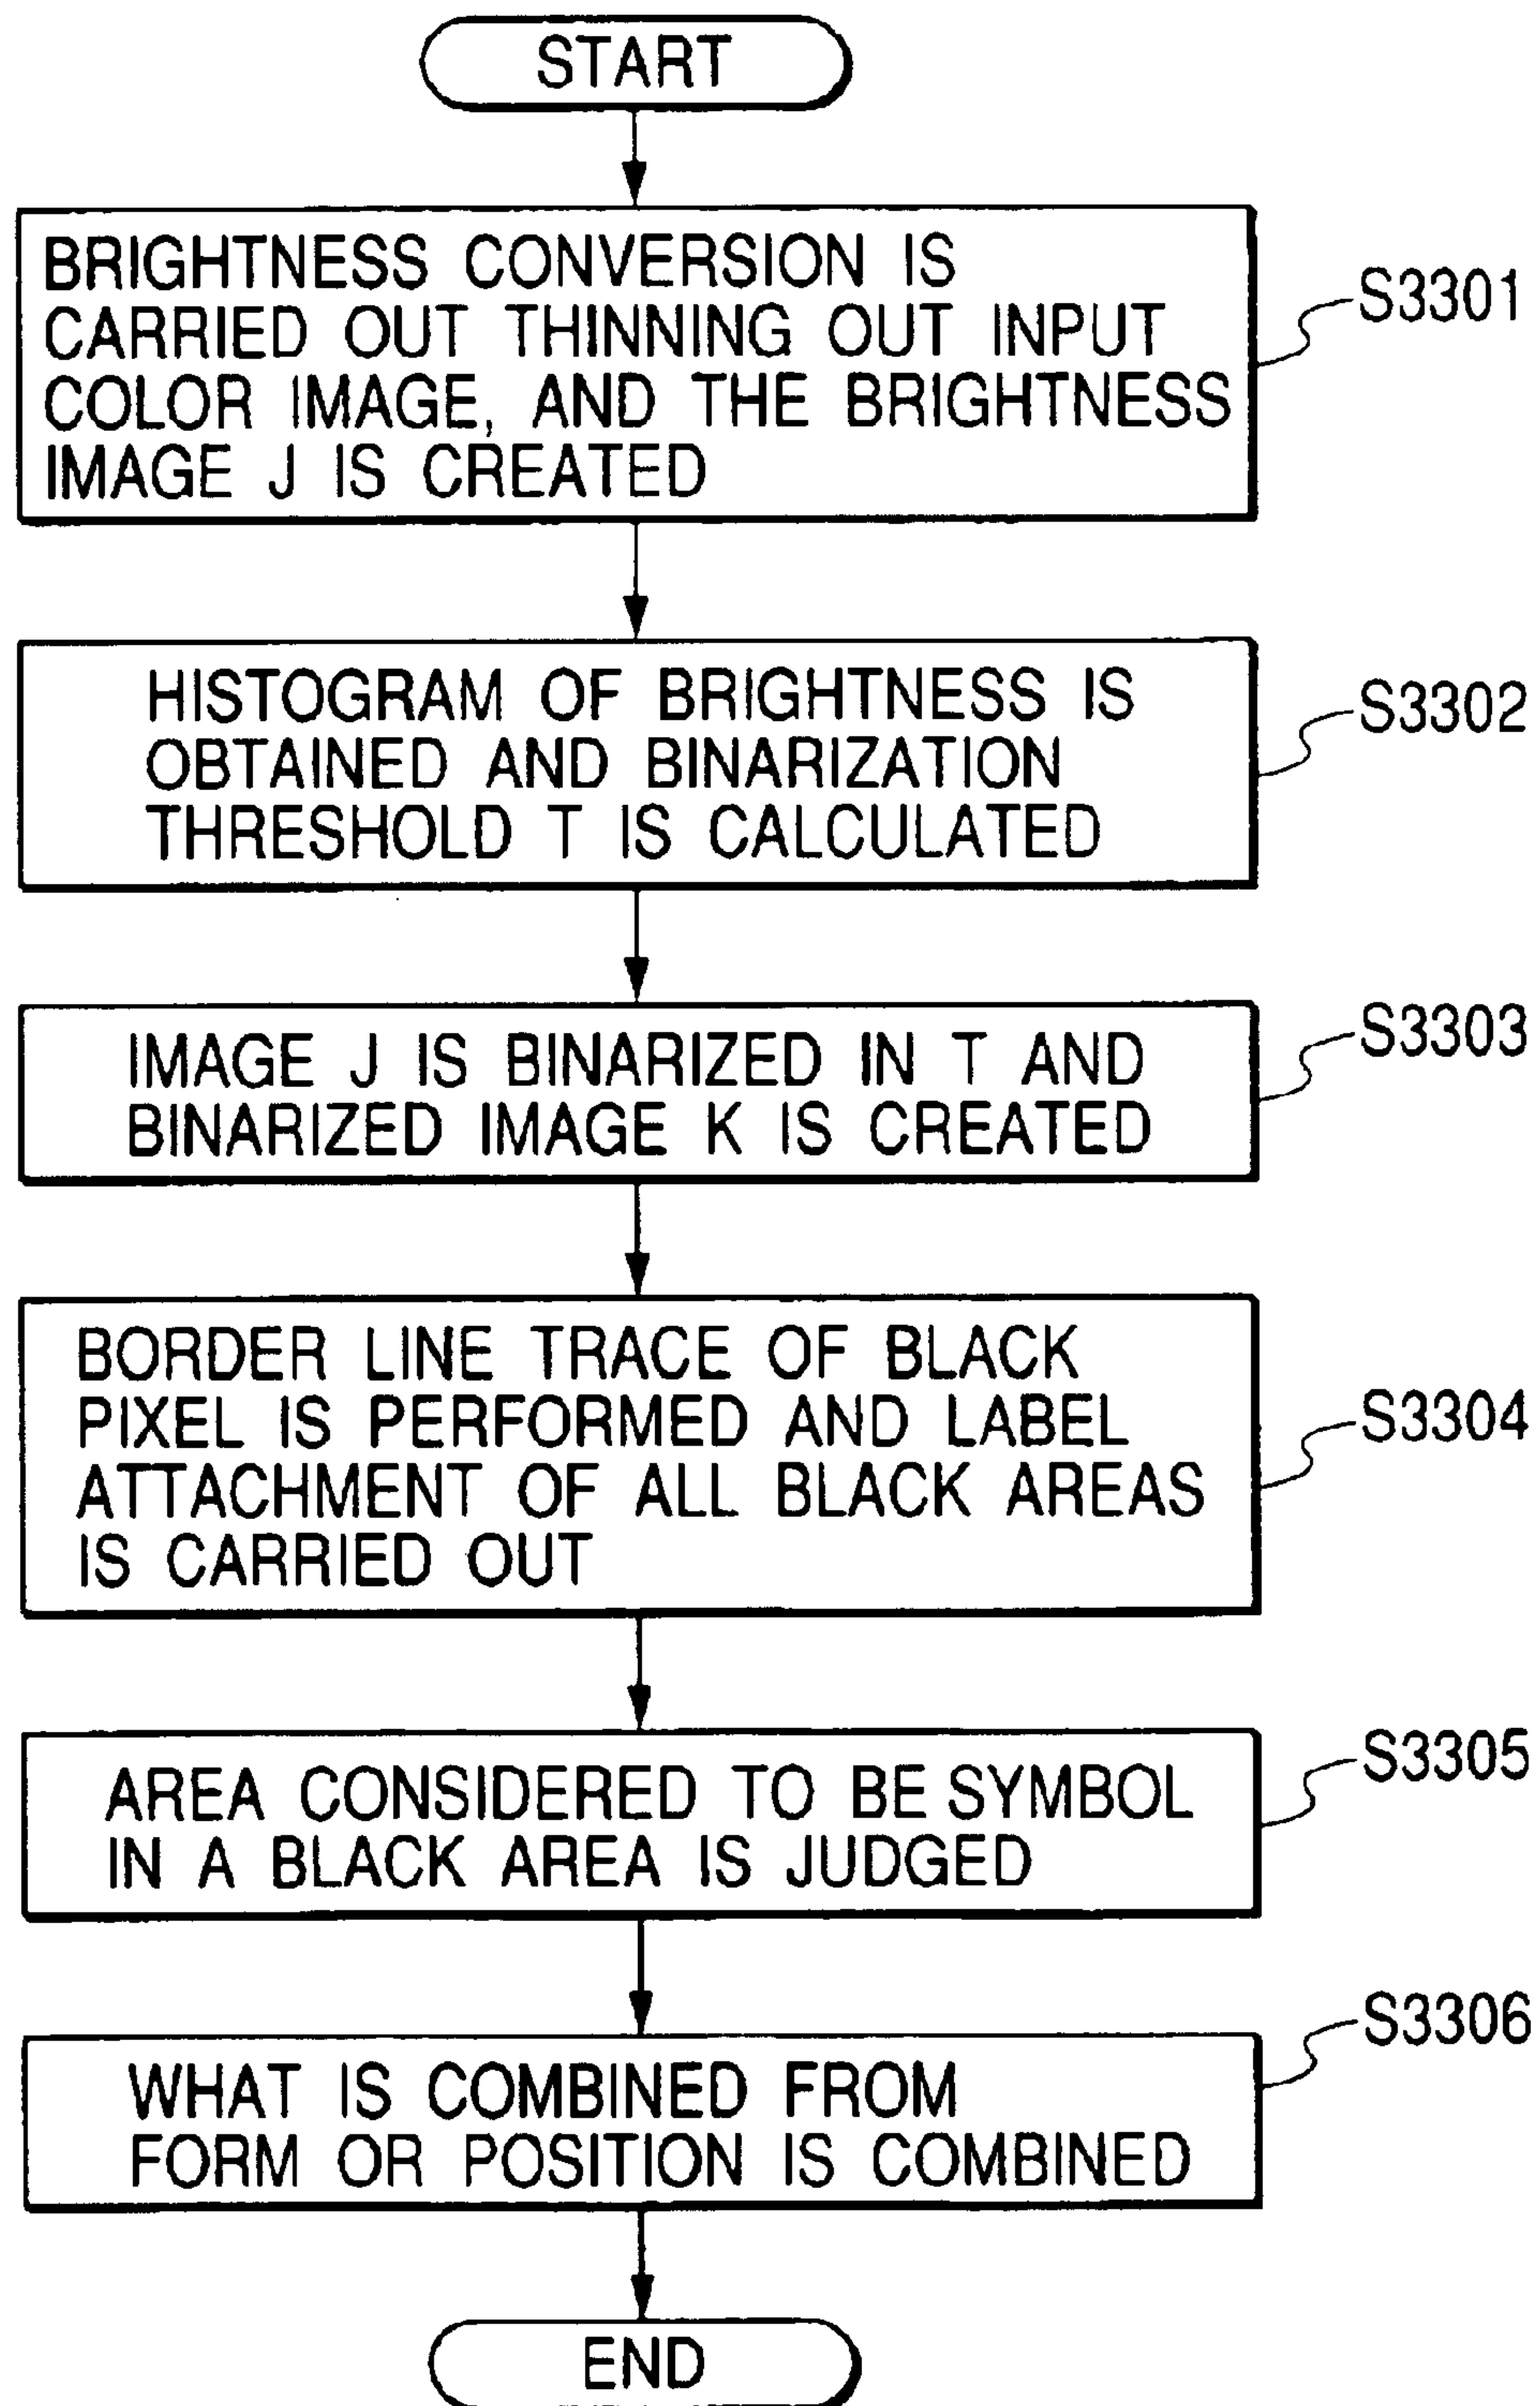 START
BRIGHTNESS CONVERSION IS
CARRIED OUT THINNING OUT INPUT
COLOR IMAGE, AND THE BRIGHTNESS
IMAGE J IS CREATED
S3301
HISTOGRAM OF BRIGHTNESS IS
OBTAINED AND BINARIZATION
THRESHOLD T IS CALCULATED
S3302
IMAGE J IS BINARIZED IN T AND
BINARIZED IMAGE K IS CREATED
S3303
BORDER LINE TRACE OF BLACK
PIXEL IS PERFORMED AND LABEL
ATTACHMENT OF ALL BLACK AREAS
IS CARRIED OUT
S3304
AREA CONSIDERED TO BE SYMBOL
IN A BLACK AREA IS JUDGED
S3305
WHAT IS COMBINED FROM
FORM OR POSITION IS COMBINED
S3306
END